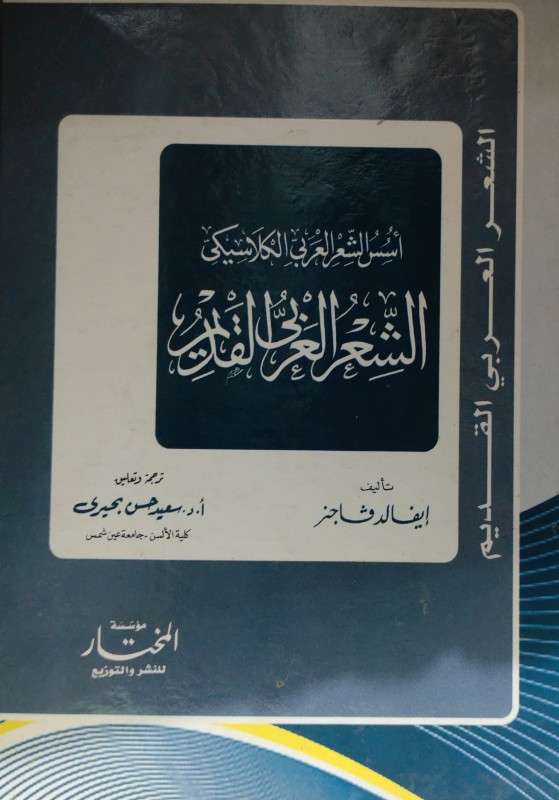 أسس الشعر العربي الكلاسيكي
الشعر العربي القديم
تأليف
إيفالد ڤاجنر
ترجمة وتعليق
أ.د. سعيد حسن بحيرى
كلية الألسن - جامعة عين شمس
الشعر العربي القديم
مؤسسة
المختار
للنشر والتوزيع